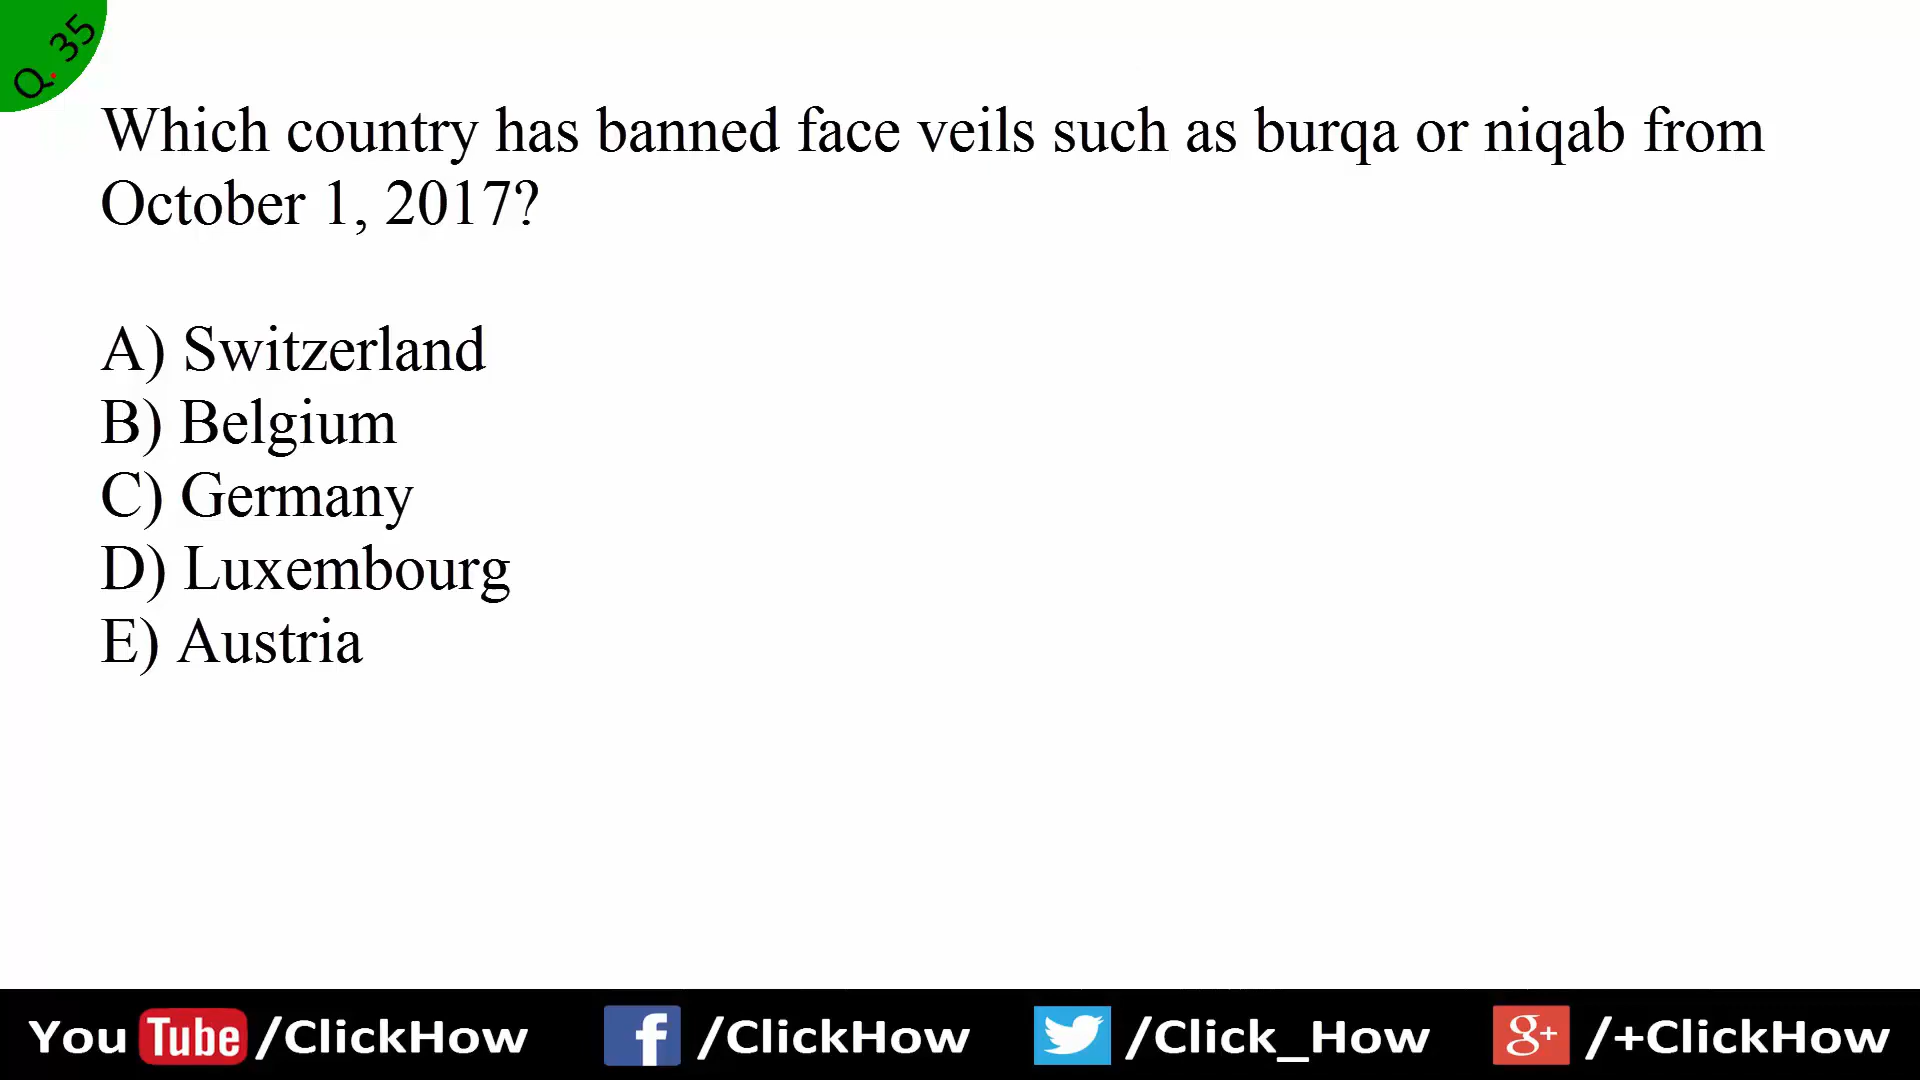 Q. 35
Which country has banned face veils such as burqa or niqab from
October 1, 2017?
A) Switzerland
B) Belgium
C) Germany
D) Luxembourg
E) Austria
You Tube /ClickHow f /ClickHow /Click_How g+ /+ClickHow